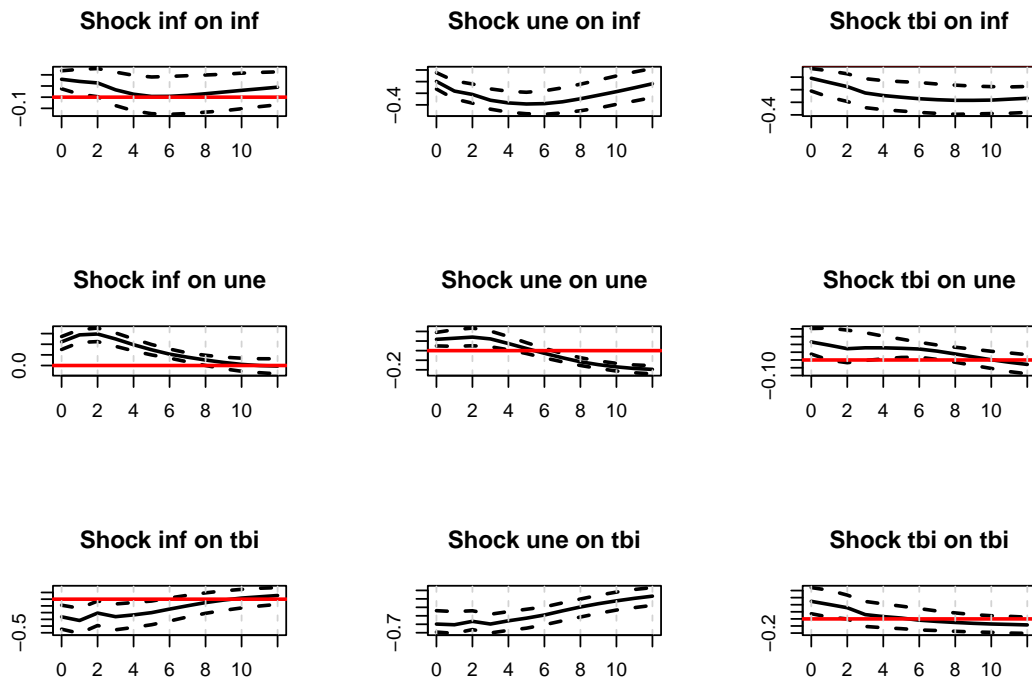 Shock inf on inf
Shock une on inf
Shock tbi on inf
−0.1
−0.4
−0.4
0 2 4 6 8 10
0 2 4 6 8 10
0 2 4 6 8 10
Shock inf on une
Shock une on une
Shock tbi on une
0.0
−0.2
−0.10
0 2 4 6 8 10
0 2 4 6 8 10
0 2 4 6 8 10
Shock inf on tbi
Shock une on tbi
Shock tbi on tbi
−0.5
−0.7
−0.2
0 2 4 6 8 10
0 2 4 6 8 10
0 2 4 6 8 10